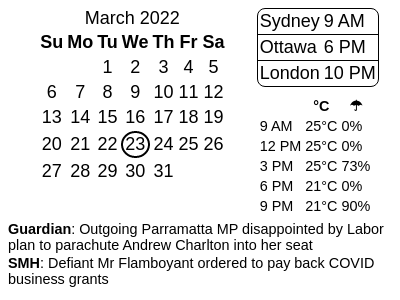 March 2022
Su Mo Tu We Th Fr Sa
1 2 3 4 5
6 7 8 9 10 11 12
13 14 15 16 17 18 19
20 21 22 23 24 25 26
27 28 29 30 31
Sydney 9 AM
Ottawa 6 PM
London 10 PM
°C ☂
9 AM 25°C 0%
12 PM 25°C 0%
3 PM 25°C 73%
6 PM 21°C 0%
9 PM 21°C 90%
Guardian: Outgoing Parramatta MP disappointed by Labor
plan to parachute Andrew Charlton into her seat
SMH: Defiant Mr Flamboyant ordered to pay back COVID
business grants